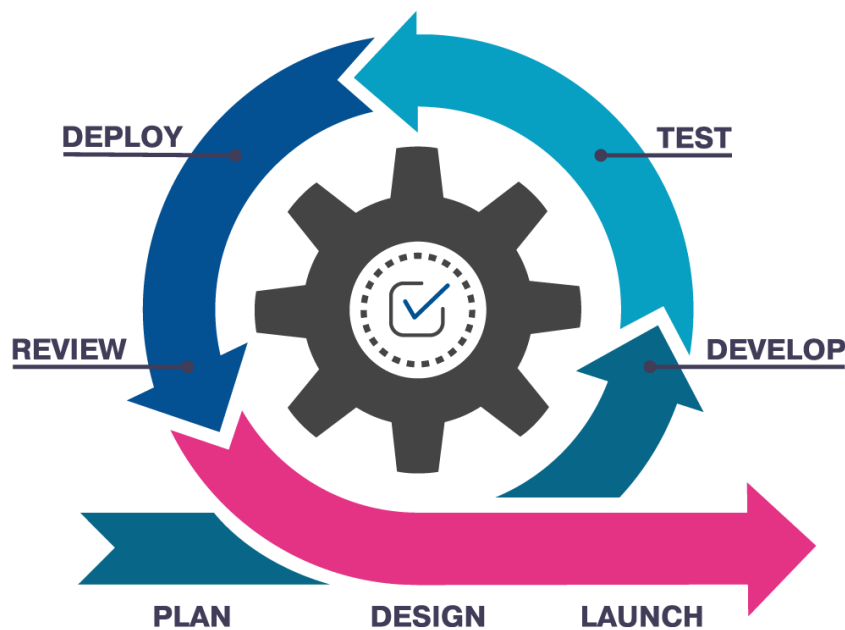 DEPLOY
TEST
REVIEW
DEVELOP
PLAN
DESIGN
LAUNCH